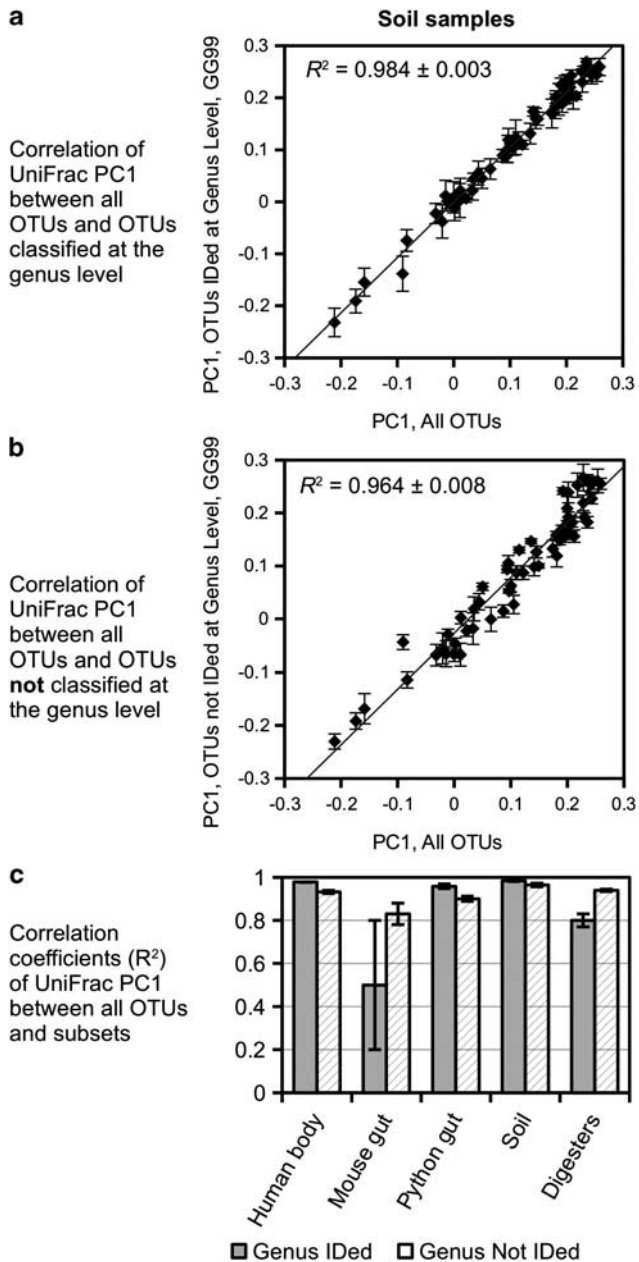 a
Soil samples
Correlation of
UniFrac PC1
between all
OTUs and OTUs
classified at the
genus level
PC1, OTUs IDed at Genus Level, GG99
R² = 0.984 ± 0.003
0.3
0.2
0.1
0
-0.1
-0.2
-0.3
-0.3 -0.2 -0.1 0 0.1 0.2 0.3
PC1, All OTUs
b
Correlation of
UniFrac PC1
between all
OTUs and OTUs
not classified at
the genus level
PC1, OTUs not IDed at Genus Level, GG99
R² = 0.964 ± 0.008
0.3
0.2
0.1
0
-0.1
-0.2
-0.3
-0.3 -0.2 -0.1 0 0.1 0.2 0.3
PC1, All OTUs
c
Correlation
coefficients (R²)
of UniFrac PC1
between all OTUs
and subsets
1
0.8
0.6
0.4
0.2
0
Human body
Mouse gut
Python gut
Soil
Digesters
Genus IDed Genus Not IDed